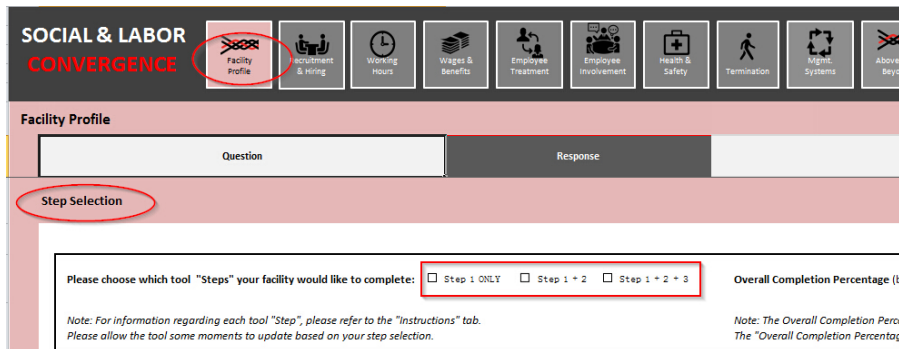 SOCIAL & LABOR
CONVERGENCE
Facility
Profile
Recruitment
& Hiring
Working
Hours
Wages &
Benefits
Employee
Treatment
Employee
Involvement
Health &
Safety
Termination
Mgmt.
Systems
Above
Facility Profile
Question
Response
Step Selection
Please choose which tool "Steps" your facility would like to complete: Step 1 ONLY Step 1 + 2 Step 1 + 2 + 3 Overall Completion Percentage
Note: For information regarding each tool "Step", please refer to the "Instructions" tab.
Please allow the tool some moments to update based on your step selection.
Note: The Overall Completion
The "Overall Completion